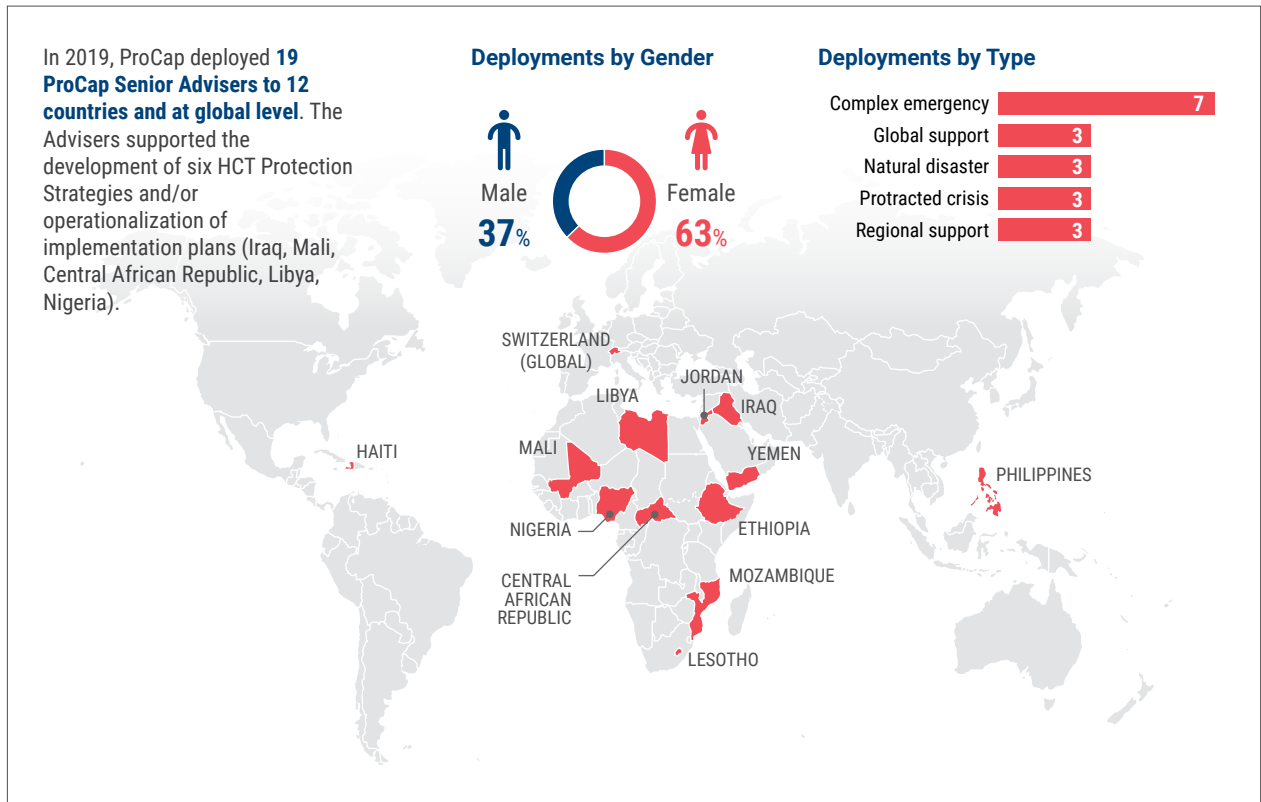 In 2019, ProCap deployed 19
ProCap Senior Advisers to 12
countries and at global level. The
Advisers supported the
development of six HCT Protection
Strategies and/or
operationalization of
implementation plans (Iraq, Mali,
Central African Republic, Libya,
Nigeria).
Deployments by Gender
Male
37%
Female
63%
Deployments by Type
Complex emergency 7
Global support 3
Natural disaster 3
Protracted crisis 3
Regional support 3
SWITZERLAND
(GLOBAL)
JORDAN
LIBYA
IRAQ
HAITI
MALI
YEMEN
PHILIPPINES
NIGERIA
ETHIOPIA
CENTRAL
AFRICAN
REPUBLIC
MOZAMBIQUE
LESOTHO